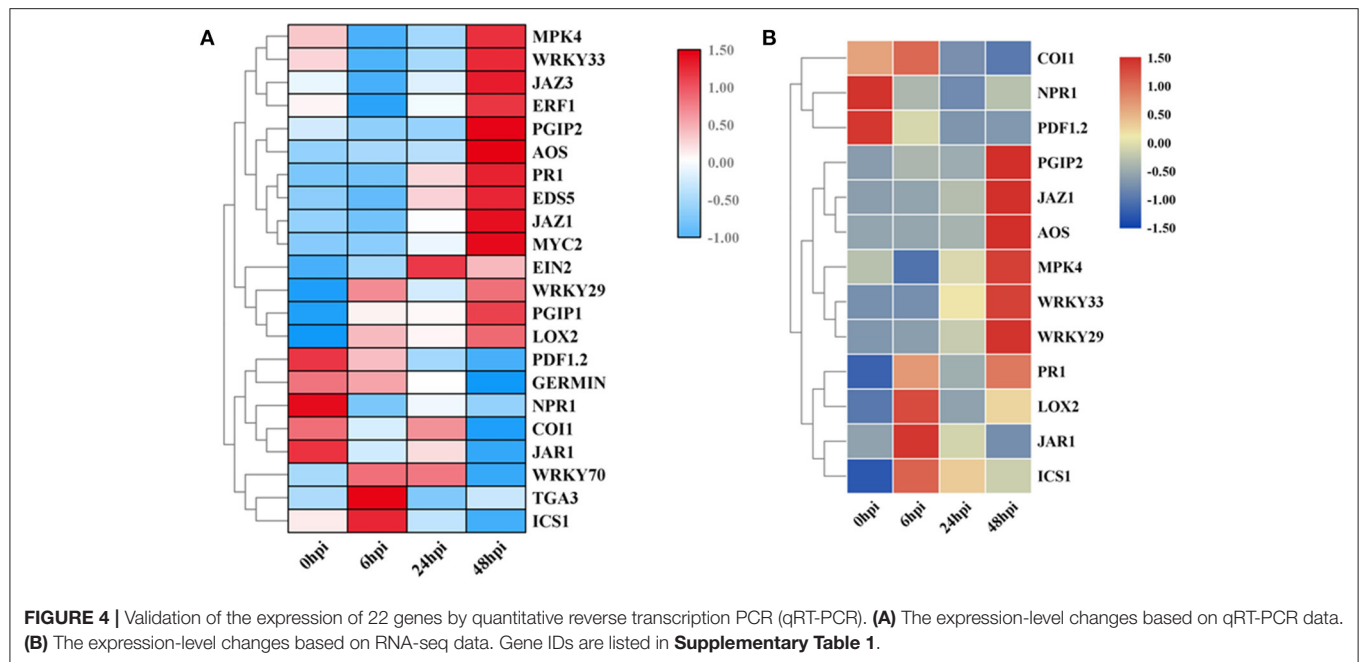 A
MPK4
WRKY33
JAZ3
ERF1
PGIP2
AOS
PR1
EDS5
JAZ1
MYC2
EIN2
WRKY29
PGIP1
LOX2
PDF1.2
GERMIN
NPR1
COI1
JAR1
WRKY70
TGA3
ICS1
0hpi
6hpi
24hpi
48hpi
1.50
1.00
0.50
0.00
-0.50
-1.00
B
COI1
NPR1
PDF1.2
PGIP2
JAZ1
AOS
MPK4
WRKY33
WRKY29
PR1
LOX2
JAR1
ICS1
0hpi
6hpi
24hpi
48hpi
1.50
1.00
0.50
0.00
-0.50
-1.00
-1.50
FIGURE 4 | Validation of the expression of 22 genes by quantitative reverse transcription PCR (qRT-PCR). (A) The expression-level changes based on qRT-PCR data.
(B) The expression-level changes based on RNA-seq data. Gene IDs are listed in Supplementary Table 1.